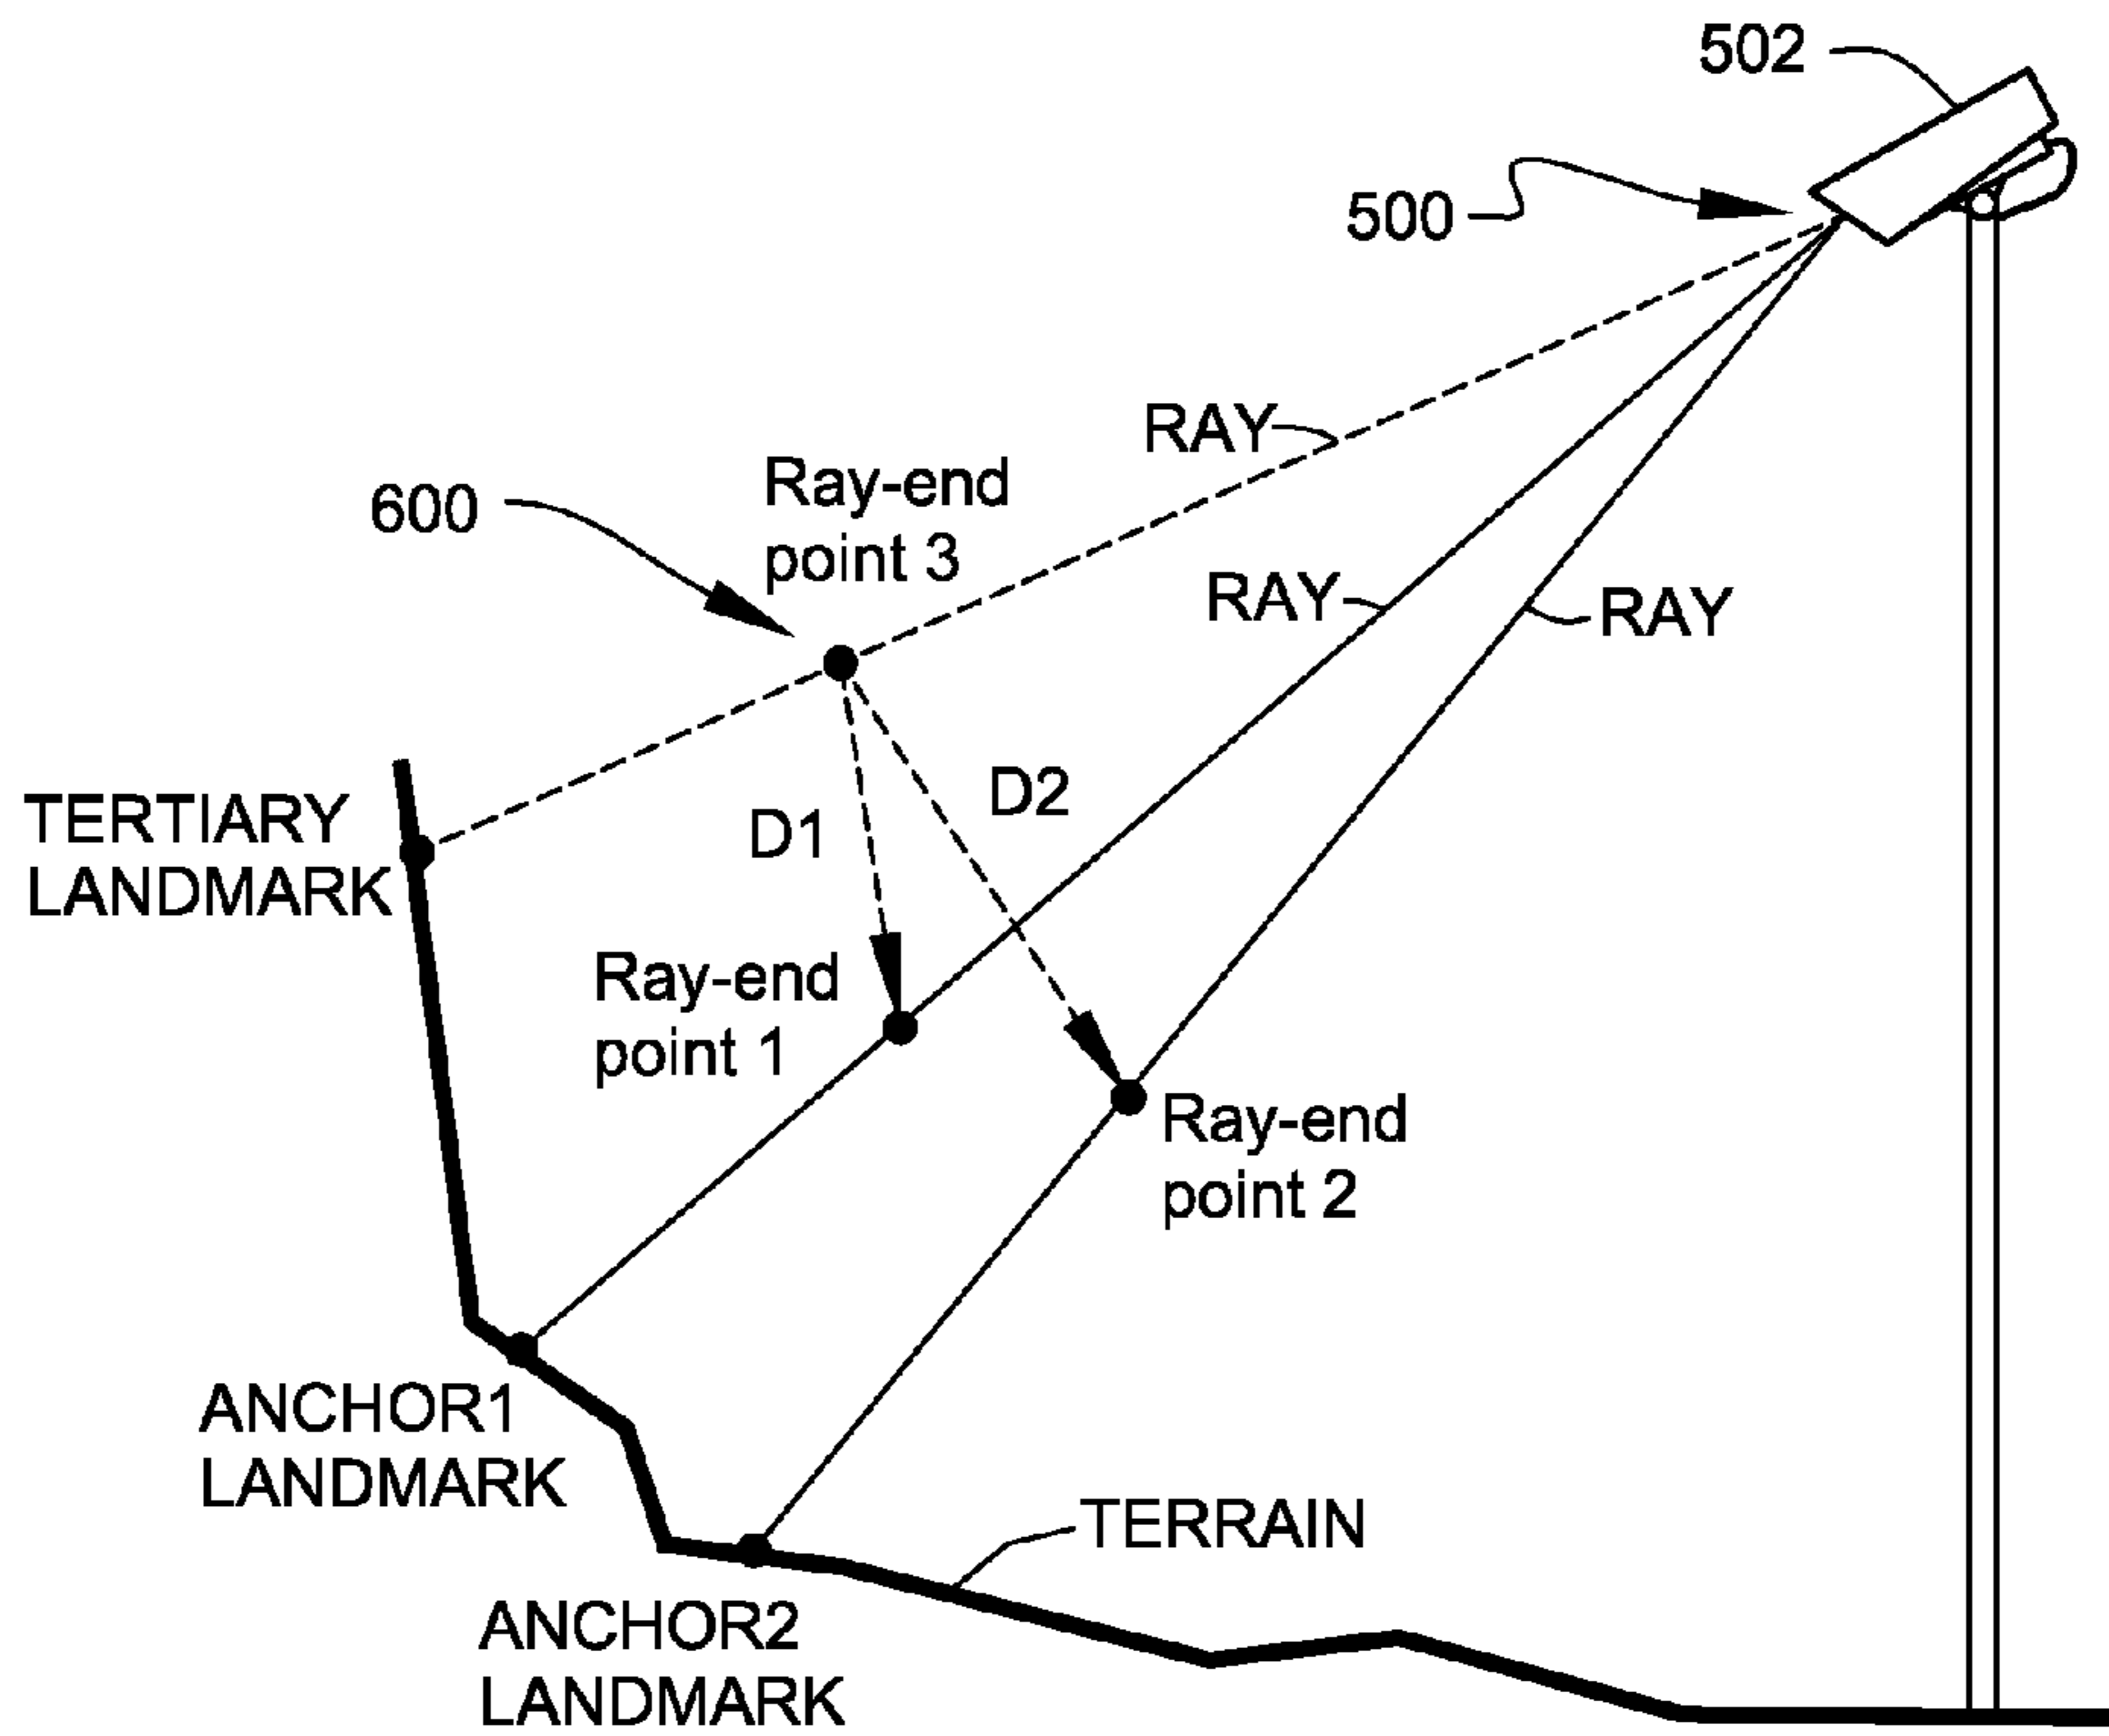 502
500
RAY
Ray-end
point 3
600
RAY
RAY
D2
D1
TERTIARY
LANDMARK
Ray-end
point 1
Ray-end
point 2
ANCHOR1
LANDMARK
TERRAIN
ANCHOR2
LANDMARK